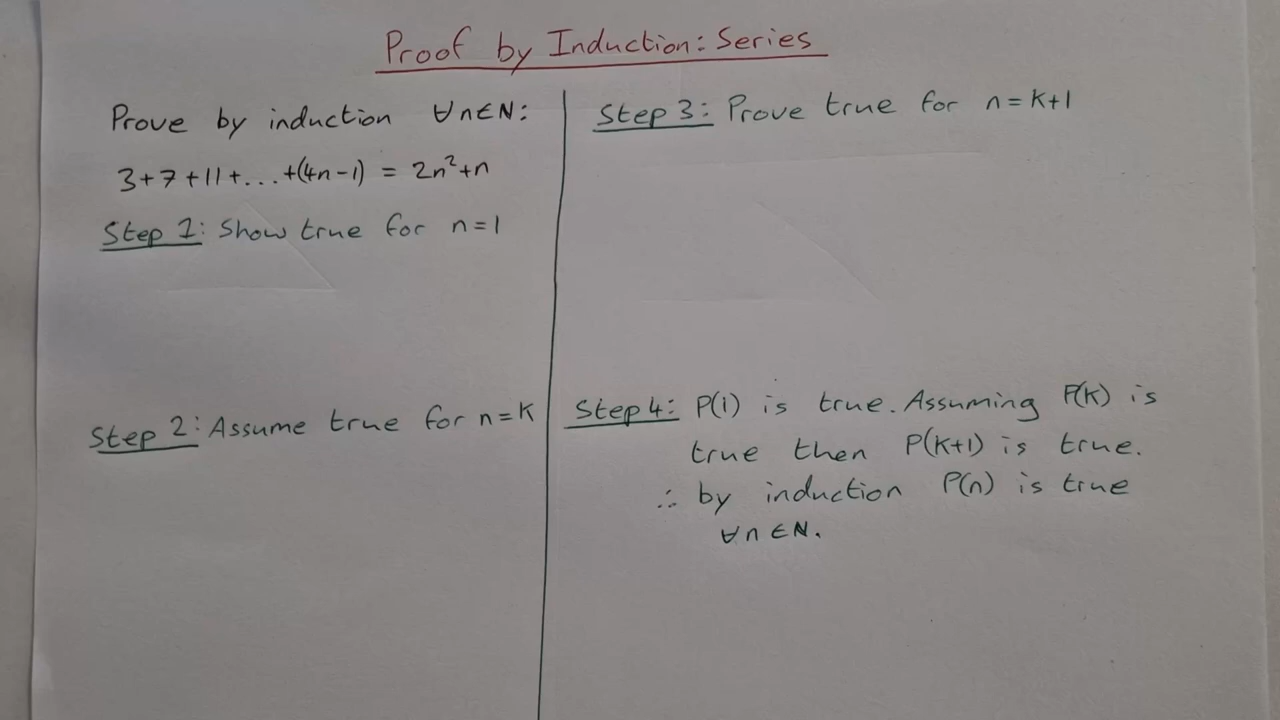 Proof by Induction: Series
Prove by induction ∀n∈N:
3+7+11+...+(4n-1) = 2n²+n
Step 1: Show true for n=1
Step 2: Assume true for n=K
Step 3: Prove true for n=K+1
Step 4: P(1) is true. Assuming P(K) is
true then P(K+1) is true.
∴ by induction P(n) is true
∀n∈N.